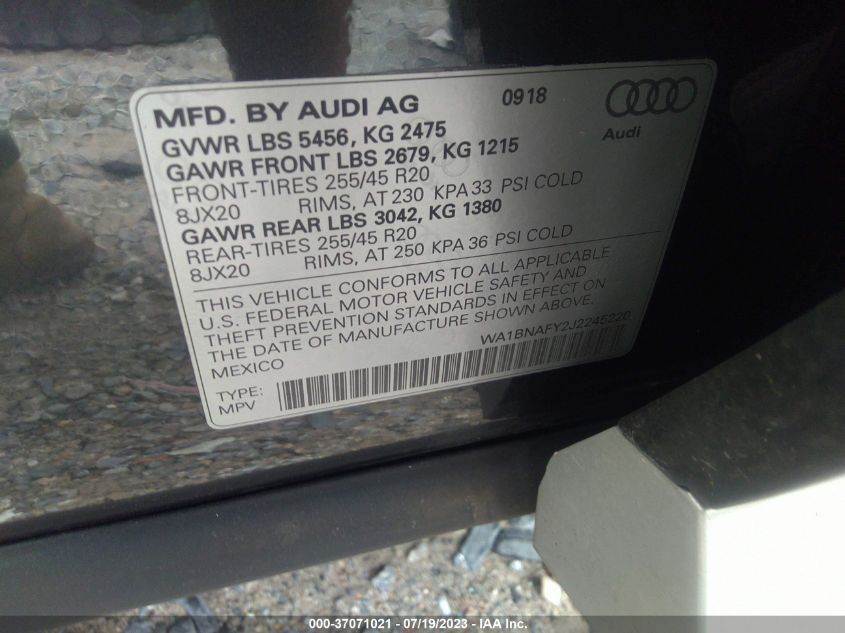 MFD. BY AUDI AG 0918
Audi
GVWR LBS 5456, KG 2475
GAWR FRONT LBS 2679, KG 1215
FRONT-TIRES 255/45 R20
8JX20 RIMS, AT 230 KPA 33 PSI COLD
GAWR REAR LBS 3042, KG 1380
REAR-TIRES 255/45 R20
8JX20 RIMS, AT 250 KPA 36 PSI COLD
THIS VEHICLE CONFORMS TO ALL APPLICABLE
U.S. FEDERAL MOTOR VEHICLE SAFETY AND
THEFT PREVENTION STANDARDS IN EFFECT ON
THE DATE OF MANUFACTURE SHOWN ABOVE.
MEXICO WA1BNAFY2J2245220
TYPE:
MPV
000-37071021 / 07/19/2023 - IAA Inc.